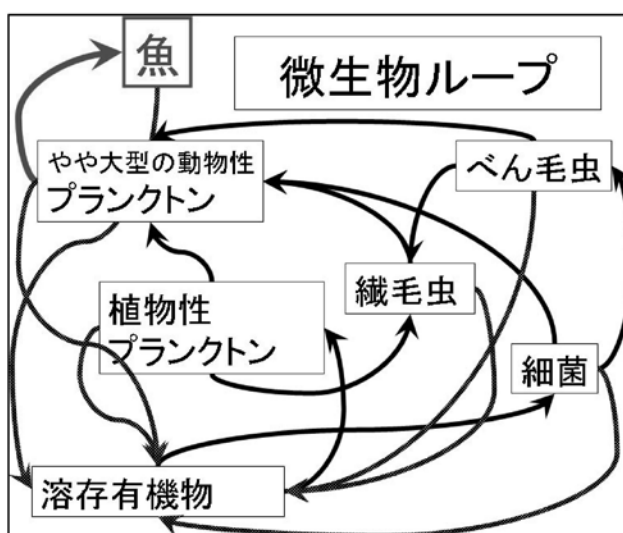 魚
微生物ループ
やや大型の動物性
プランクトン
べん毛虫
繊毛虫
植物性
プランクトン
細菌
溶存有機物